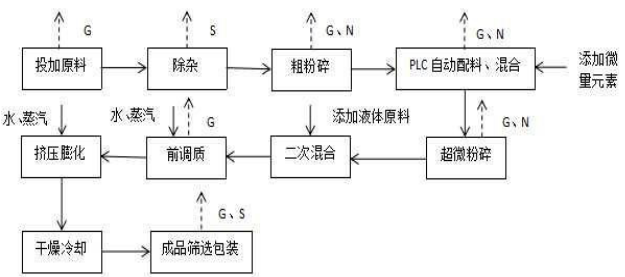 G
S
G、N
G、N
投加原料
除杂
粗粉碎
PLC 自动配料、混合
添加微
量元素
水、蒸汽
水、蒸汽
G
添加液体原料
G、N
挤压膨化
前调质
二次混合
超微粉碎
G、S
干燥冷却
成品筛选包装